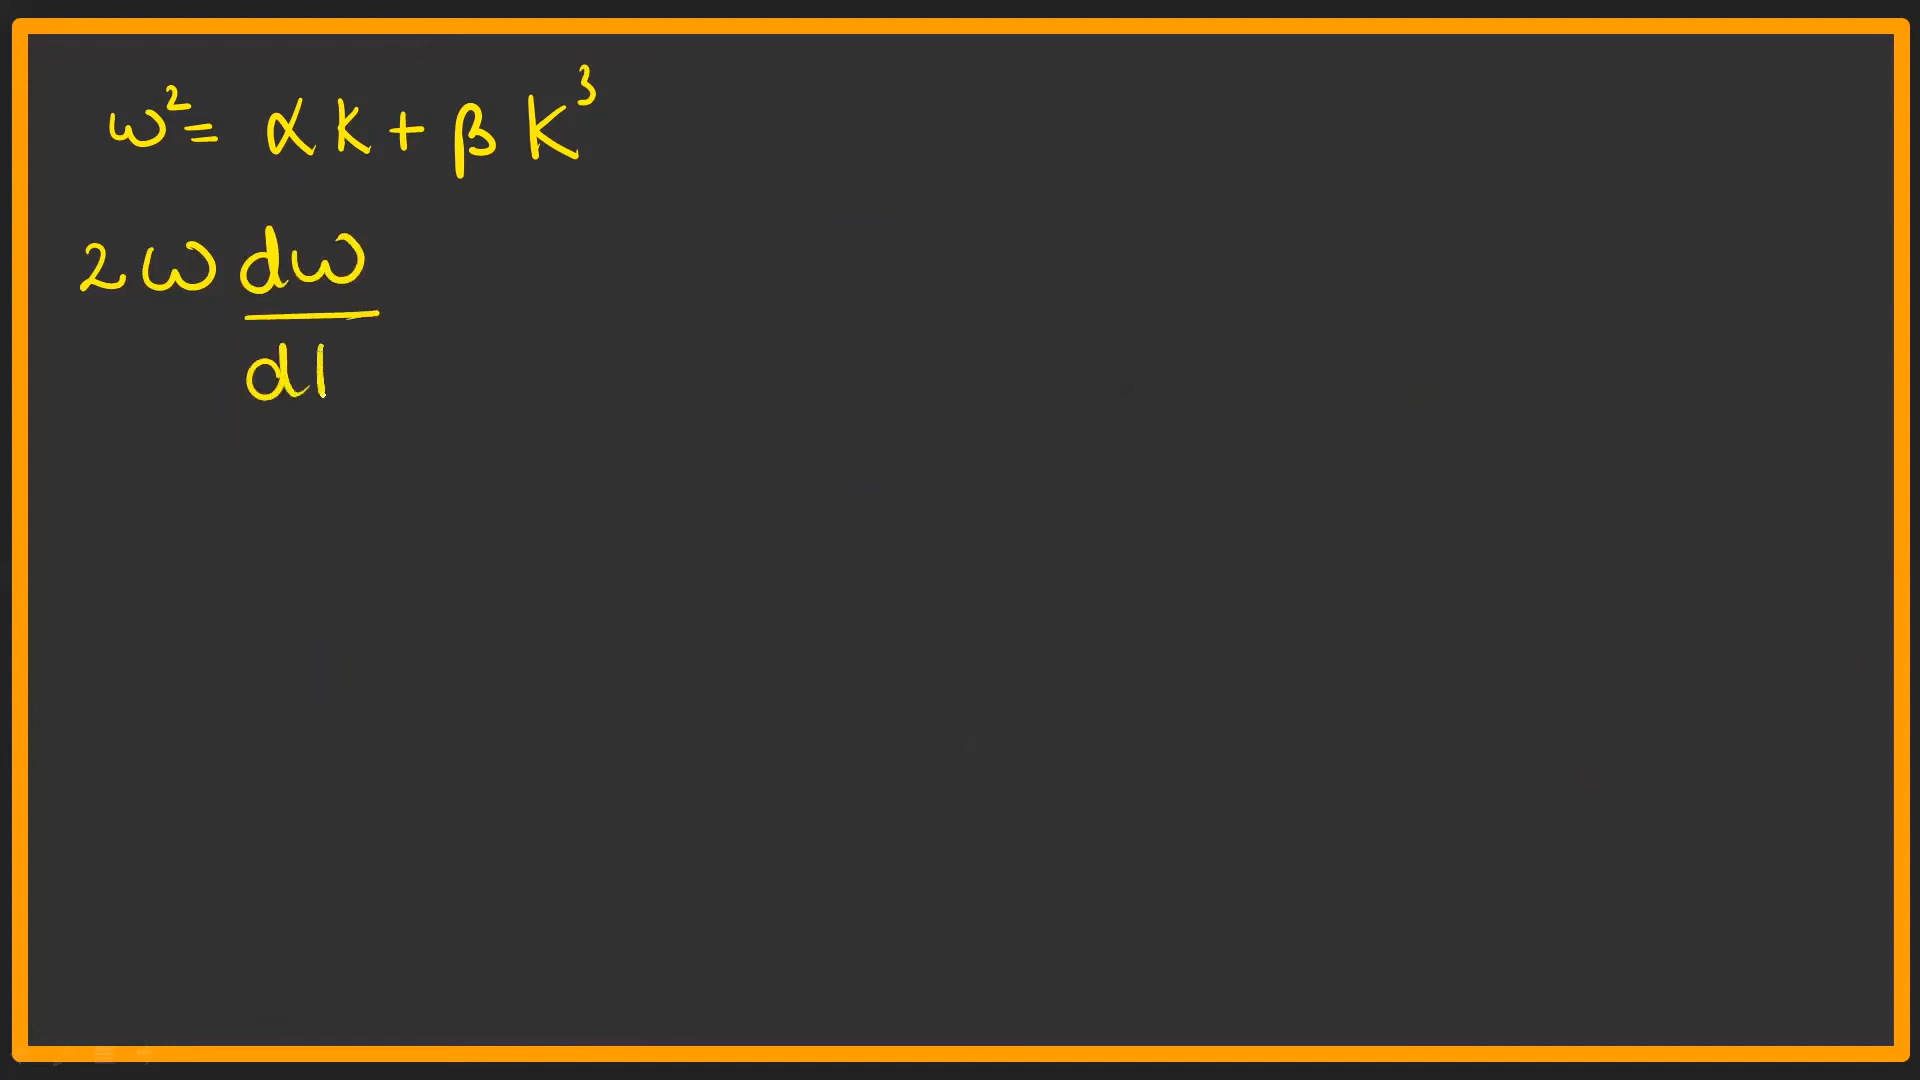 ω²= αk+ βK³
2ω dω
dl